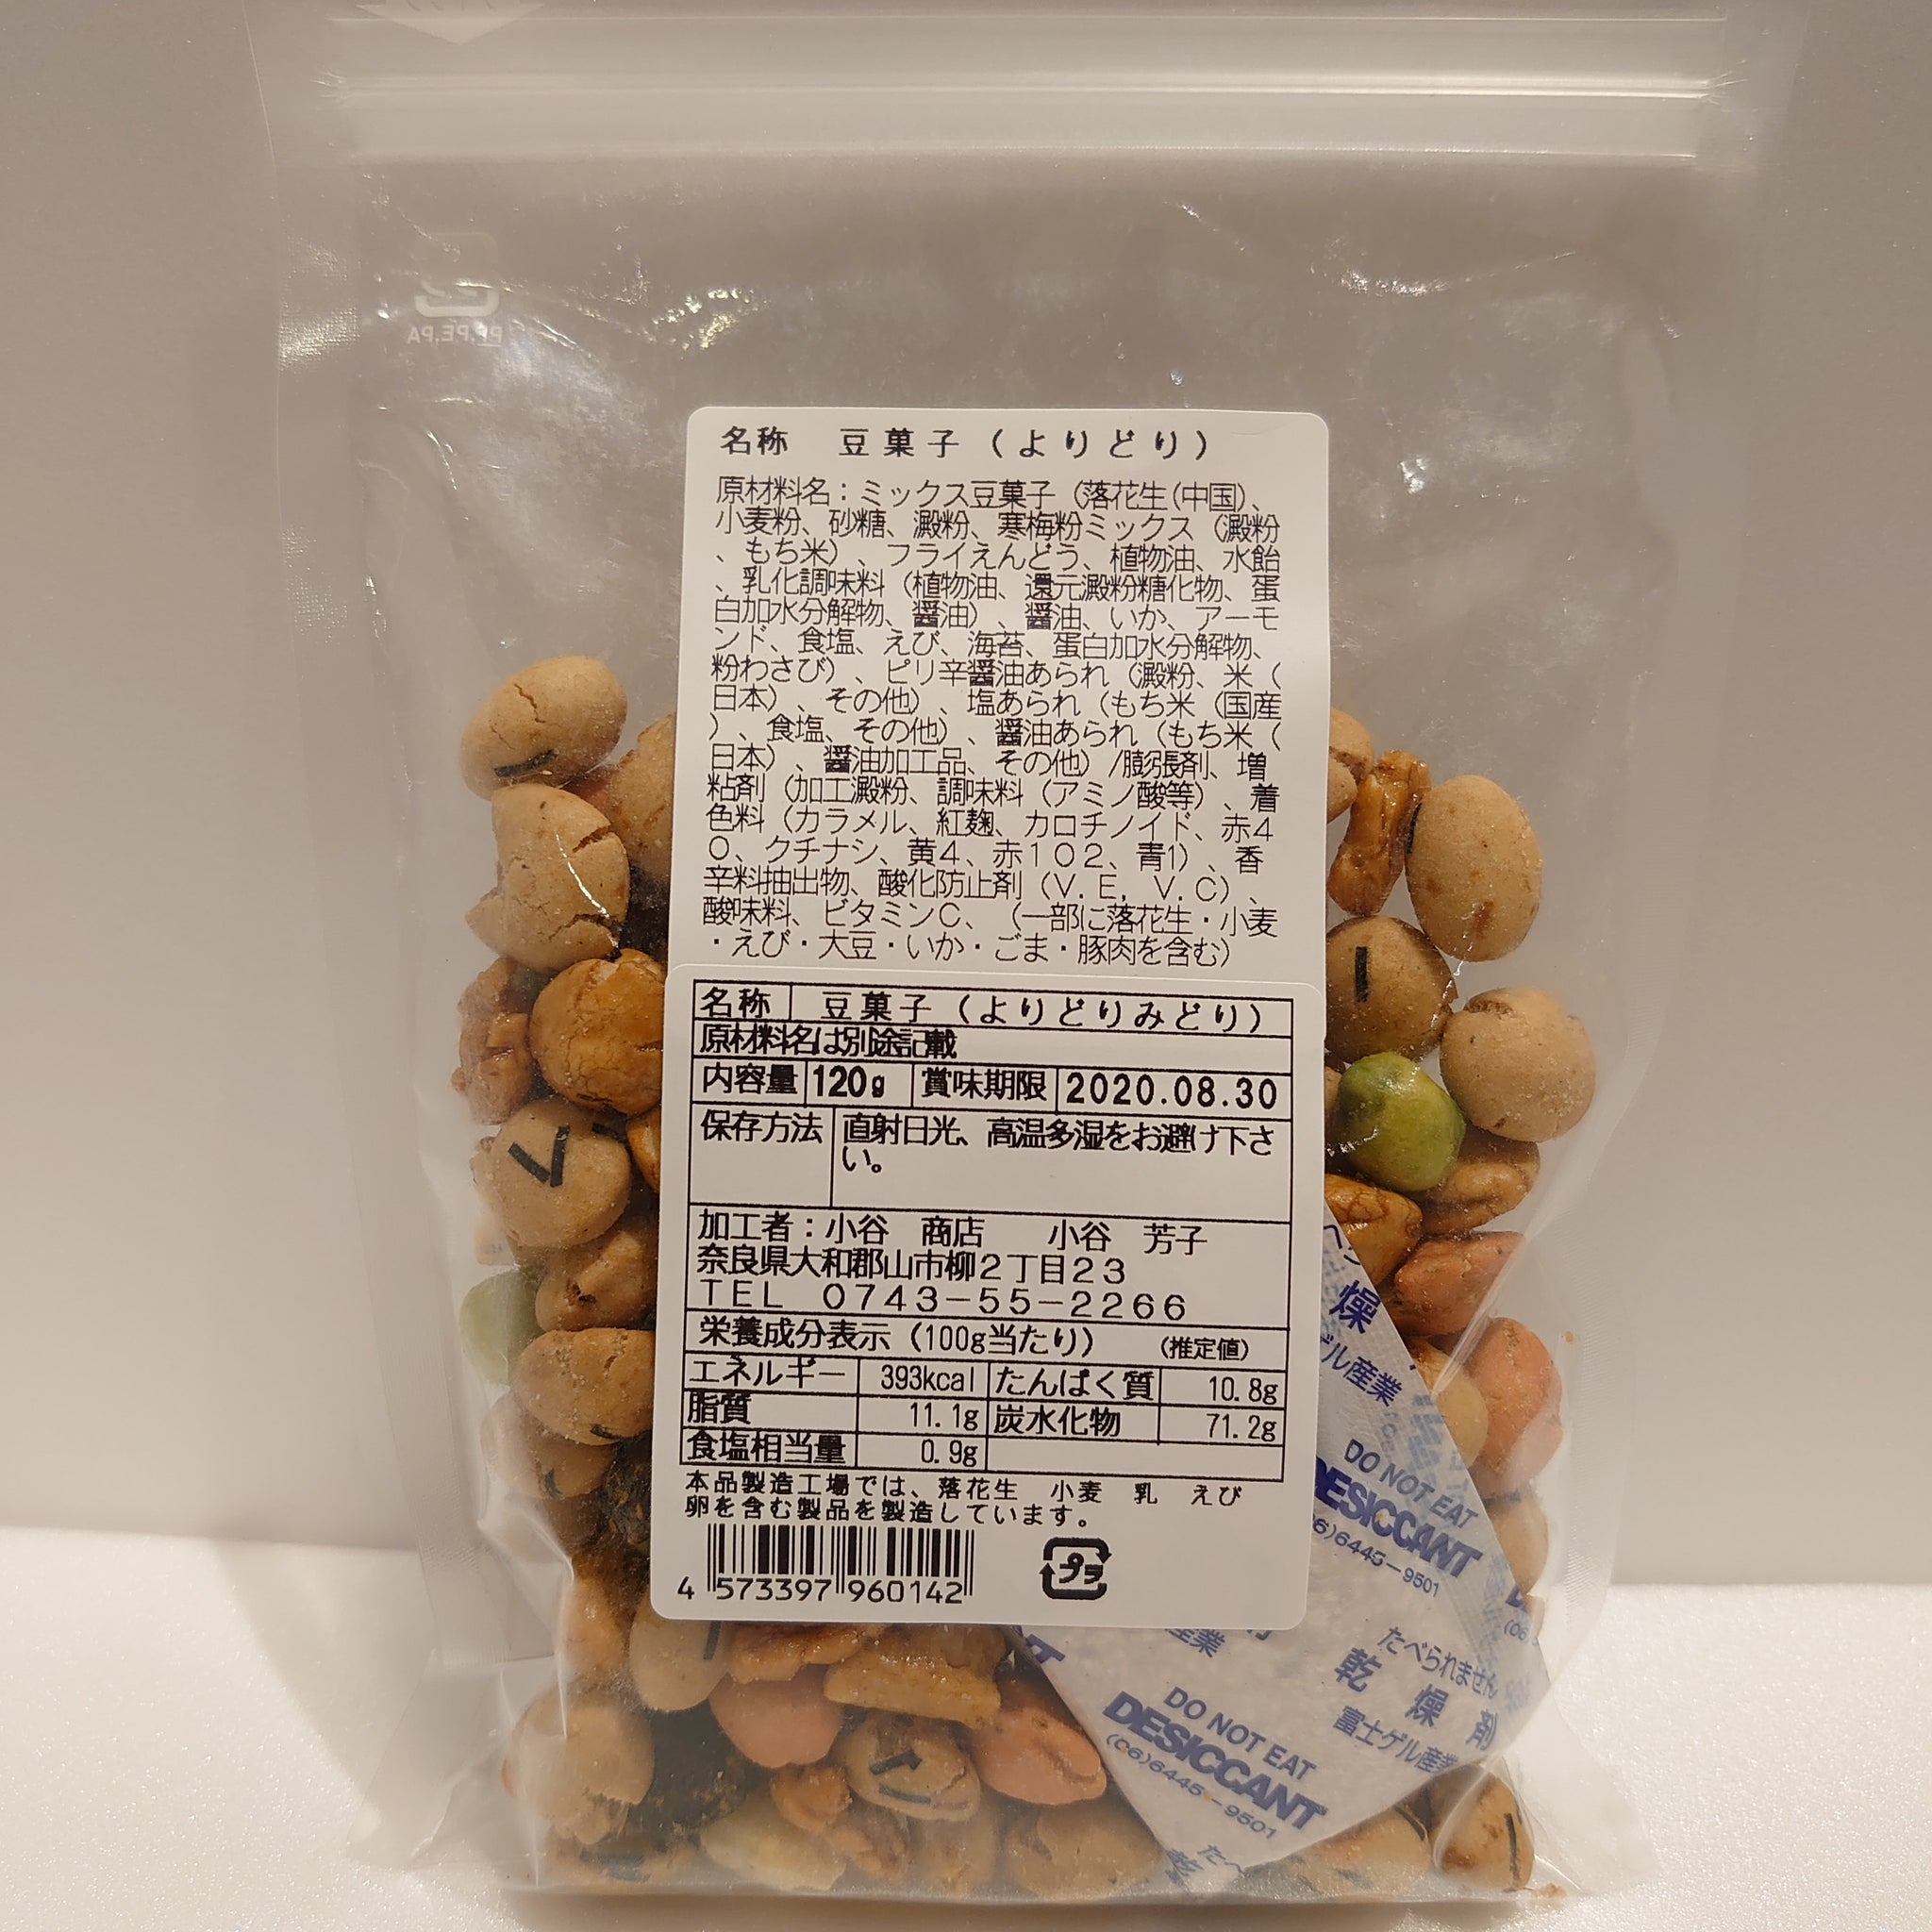 PP,PE,PA
名称 豆菓子(よりどり)
原材料名:ミックス豆菓子(落花生(中国)、
小麦粉、砂糖、澱粉、寒梅粉ミックス(澱粉
、もち米)、フライえんどう、植物油、水飴
、乳化調味料(植物油、還元澱粉糖化物、蛋
白加水分解物、醤油)、醤油、いか、アーモ
ンド、食塩、えび、海苔、蛋白加水分解物、
粉わさび)、ピリ辛醤油あられ(澱粉、米(
日本)、その他)、塩あられ(もち米(国産
)、食塩、その他)、醤油あられ(もち米(
日本)、醤油加工品、その他)/膨張剤、増
粘剤(加工澱粉、調味料(アミノ酸等)、着
色料(カラメル、紅麹、カロチノイド、赤4
0、クチナシ、黄4、赤102、青1)、香
辛料抽出物、酸化防止剤(V.E, V.C)、
酸味料、ビタミンC、(一部に落花生・小麦
・えび・大豆・いか・ごま・豚肉を含む)
名称 豆菓子(よりどりみどり)
原材料名は別途記載
内容量 120g 賞味期限 2020.08.30
保存方法 直射日光、高温多湿をお避け下さ
い。
加工者:小谷 商店 小谷 芳子
奈良県大和郡山市柳2丁目23
TEL 0743-55-2266
栄養成分表示(100g当たり) (推定値)
エネルギー 393kcal たんぱく質 10.8g
脂質 11.1g 炭水化物 71.2g
食塩相当量 0.9g
本品製造工場では、落花生 小麦 乳 えび
卵を含む製品を製造しています。
4 573397 960142
プラ
燥
ゲル産業
DO NOT EAT
DESICCANT
6)6445-9501
産業
たべられません
乾燥剤
富士ゲル産業
DO NOT EAT
DESICCANT
(06)6445-9501
たべ
乾